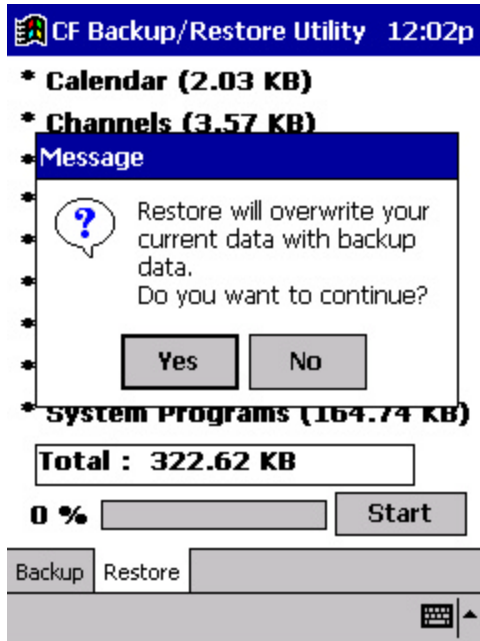 CF Backup/Restore Utility 12:02p
* Calendar (2.03 KB)
* Channels (3.57 KB)
*
Message
*
Restore will overwrite your
*
current data with backup
data.
*
Do you want to continue?
*
*
Yes No
* System Programs (164.74 KB)
Total : 322.62 KB
0 % Start
Backup Restore